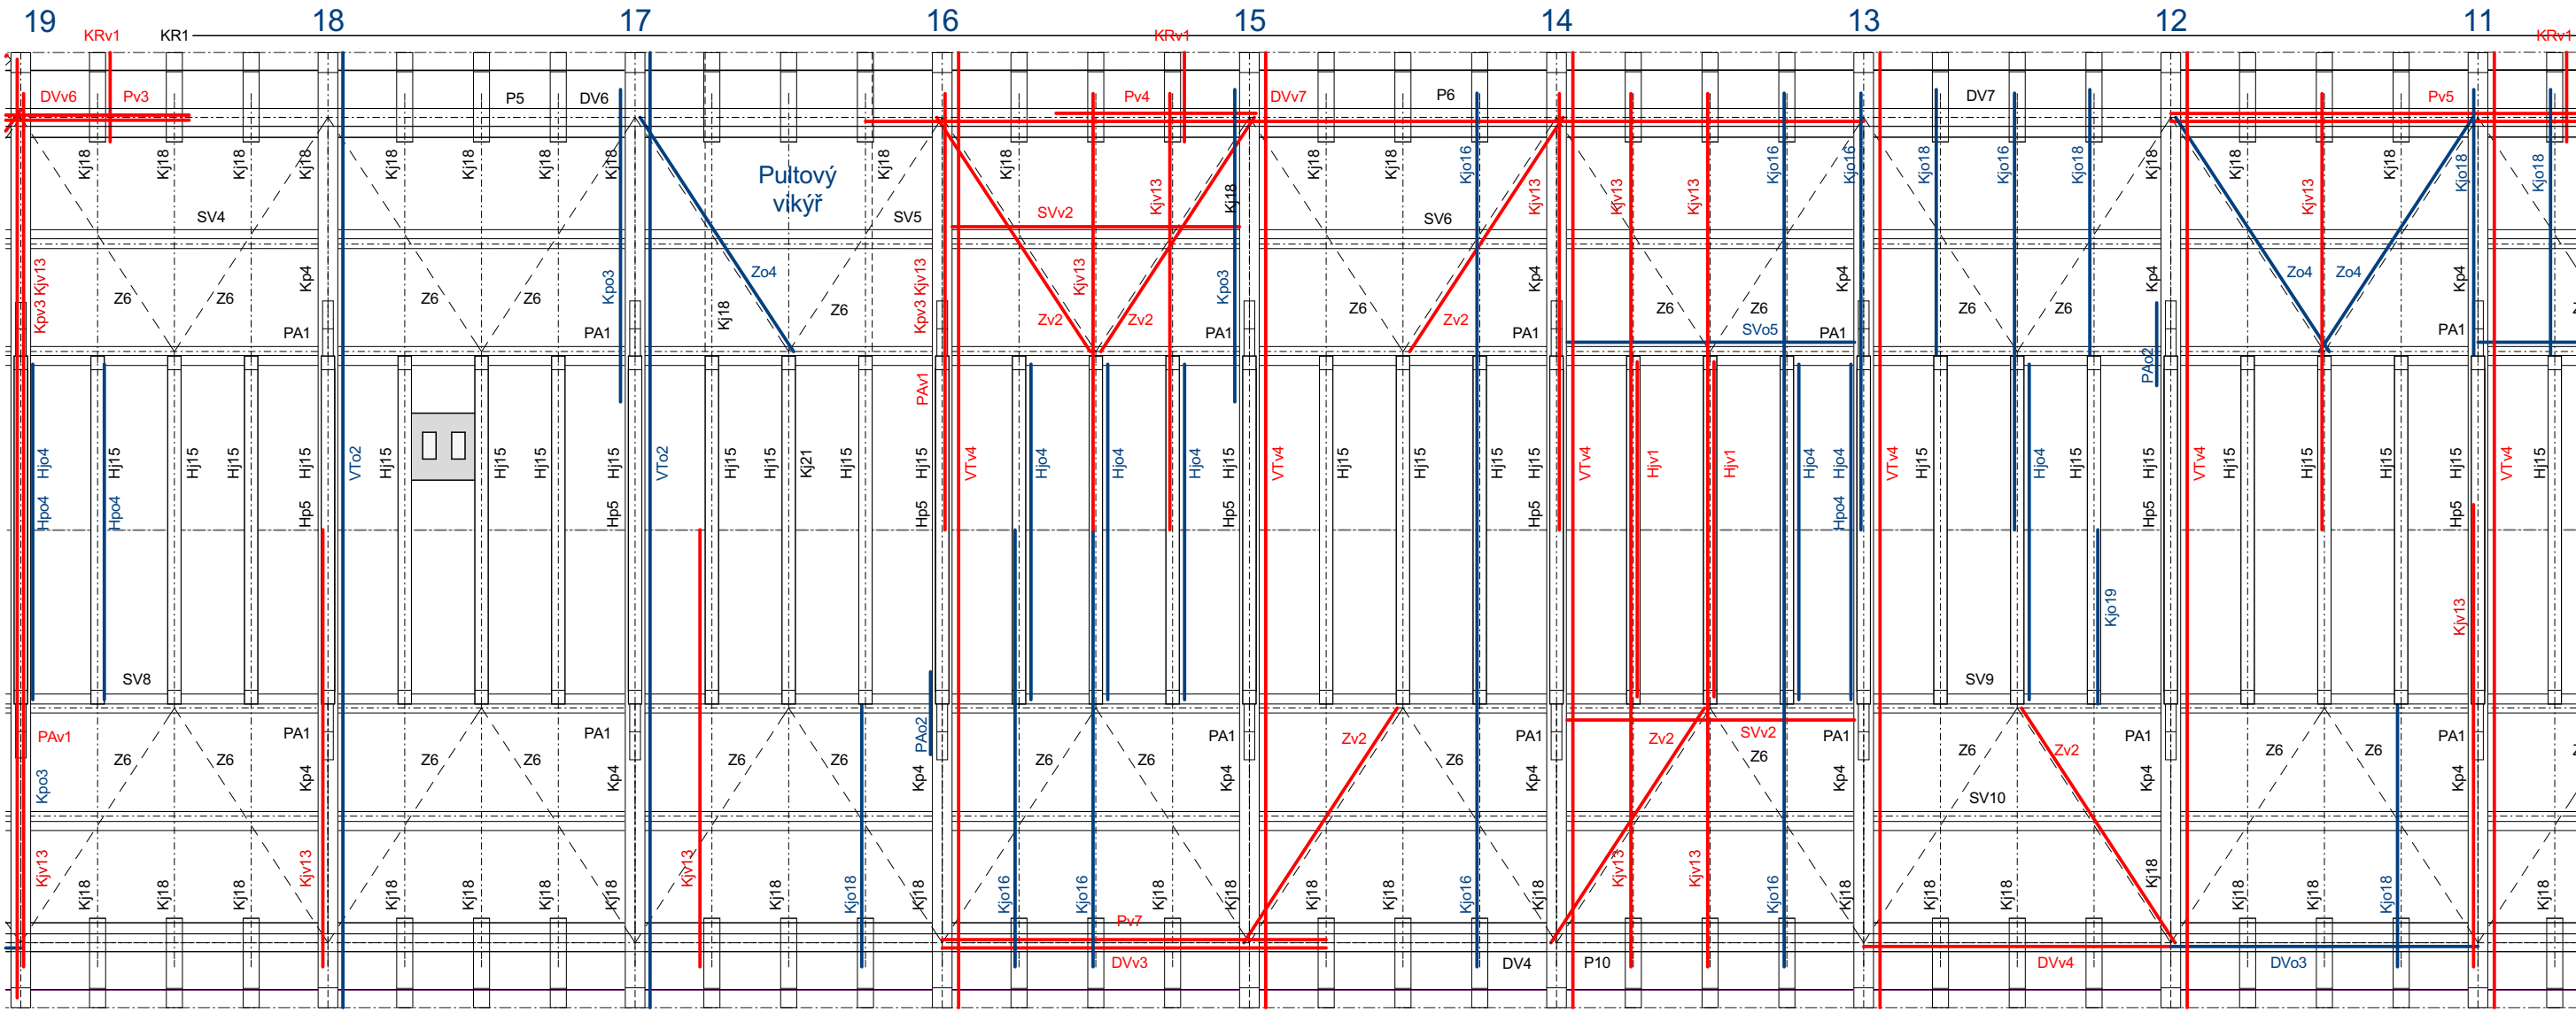 19 18 17 16 15 14 13 12 11
KRv1 KR1 KRv1 KRv1
DVv6 Pv3 P5 DV6 Pv4 DVv7 P6 DV7 Pv5
Kj18 Kj18 Kj18 Kj18 Kj18 Kj18 Kj18 Kj18 Kj18 Kj18 Kjv13 Kj18 Kj18 Kj18 Kjo16 Kjv13 Kjv13 Kjv13 Kjo16 Kjo16 Kjo18 Kjo16 Kjo18 Kj18 Kj18 Kjv13 Kj18 Kjo18 Kjo18
Pultový
vikýř
SV4 SV5 SVv2 SV6
Kpv3 Kjv13 Kp4 Kpo3 Zo4 Kj18 Kpv3 Kjv13 Kjv13 Kpo3 Kp4 Kp4 Kp4 Zo4 Zo4 Kp4
Z6 Z6 Z6 Z6 Z6 Zv2 Zv2 Z6 Zv2 Z6 Z6 Z6 Z6
PA1 PA1 PA1 PA1 SVo5 PA1 PA1
PAv1 PAo2
Hjo4 Hj15 Hj15 Hj15 Hj15 VTo2 Hj15 Hj15 Hj15 Hj15 VTo2 Hj15 Hj15 Kj21 Hj15 Hj15 VTv4 Hjo4 Hjo4 Hjo4 Hj15 VTv4 Hj15 Hj15 Hj15 Hj15 VTv4 Hjv1 Hjv1 Hjo4 Hjo4 VTv4 Hj15 Hjo4 Hj15 Hj15 VTv4 Hj15 Hj15 Hj15 VTv4 Hj15
Hpo4 Hpo4 Hp5 Hp5 Hp5 Hp5 Hp5 Hpo4 Hp5 Hp5
Kjo19 Kjv13
SV8 SV9
PAv1 PA1 PA1 PAo2 PA1 Zv2 PA1 Zv2 SVv2 PA1 Zv2 PA1 PA1
Z6 Z6 Z6 Z6 Z6 Z6 Z6 Z6 Z6 Z6 Z6 Z6 Z6
Kpo3 Kp4 Kp4 Kp4 Kp4 Kp4 Kp4 Kp4 Kp4
SV10
Kjv13 Kj18 Kj18 Kjv13 Kj18 Kj18 Kj18 Kj18 Kjv13 Kj18 Kjo18 Kj18 Kjo16 Kjo16 Kj18 Kj18 Kj18 Kj18 Kjo16 Kj18 Kjv13 Kjv13 Kjo16 Kj18 Kj18 Kj18 Kj18 Kj18 Kj18 Kjo18 Kj18
Pv7
DVv3 DV4 P10 DVv4 DVo3